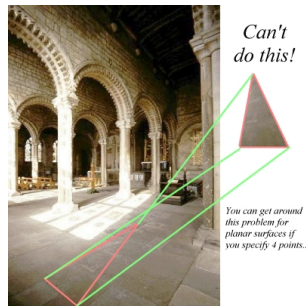 Can't
do this!
You can get around
this problem for
planar surfaces if
you specify 4 points..